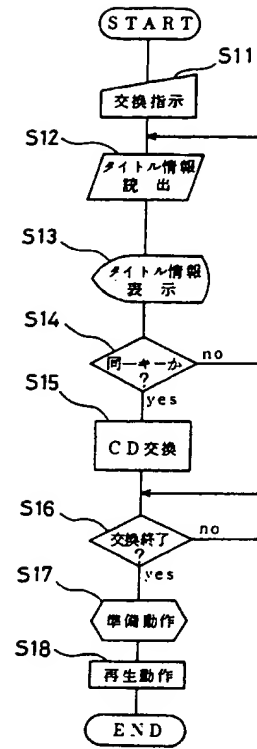 START
S11
交換指示
S12
タイトル情報
読出
S13
タイトル情報
表示
S14
同一キーか
?
no
yes
S15
CD交換
S16
交換終了
?
no
yes
S17
準備動作
S18
再生動作
END